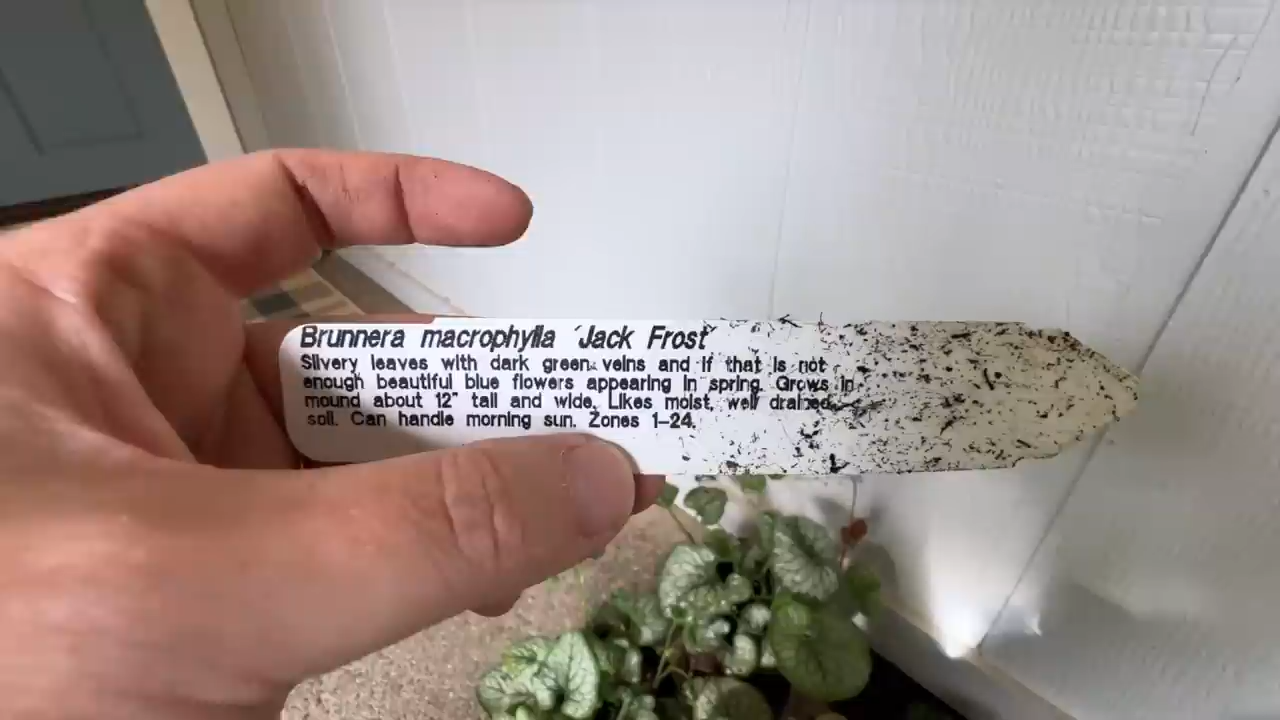 Brunnera macrophylla 'Jack Frost'
Silvery leaves with dark green veins and if that is not
enough beautiful blue flowers appearing in spring. Grows in
mound about 12" tall and wide. Likes moist, well drained
soil. Can handle morning sun. Zones 1-24.